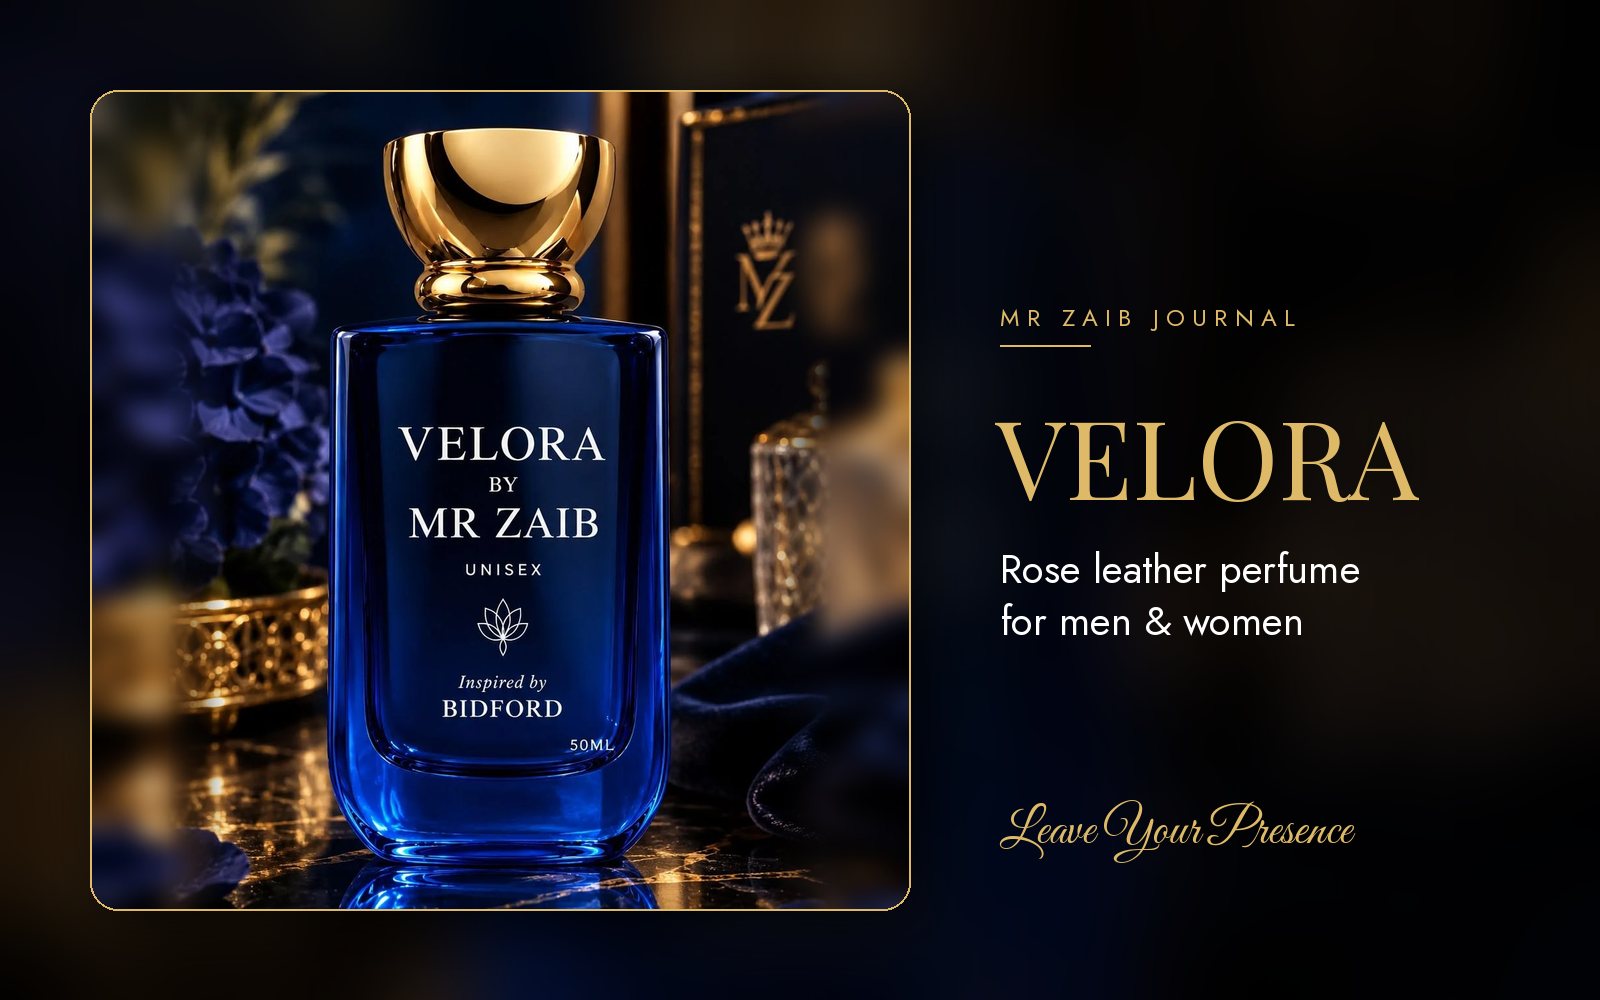 VELORA
BY
MR ZAIB
UNISEX
Inspired by
BIDFORD
50ML
MZ
MR ZAIB JOURNAL
VELORA
Rose leather perfume
for men & women
Leave Your Presence